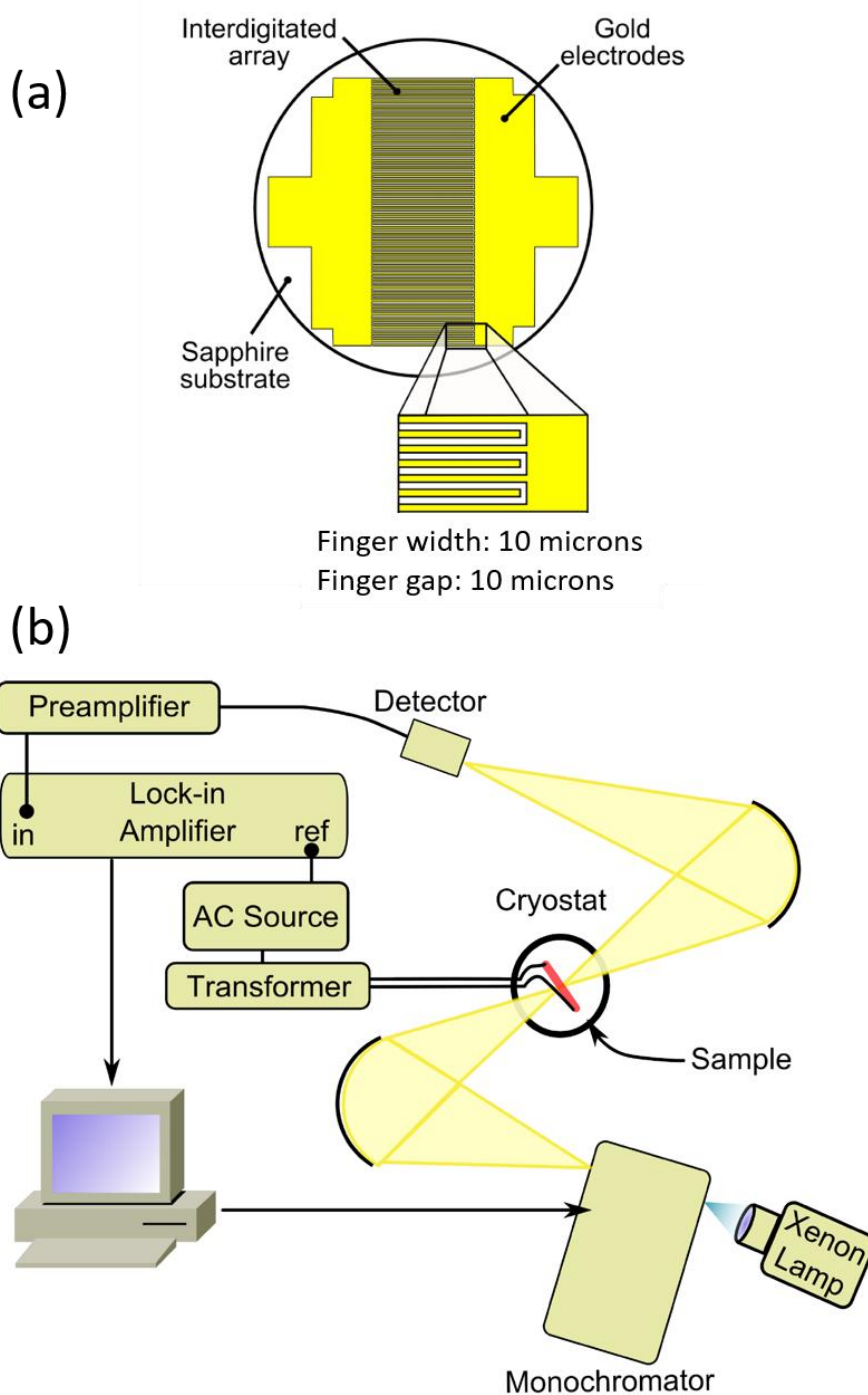 (a)
Interdigitated
array
Gold
electrodes
Sapphire
substrate
Finger width: 10 microns
Finger gap: 10 microns
(b)
Preamplifier
Detector
Lock-in
Amplifier
in
ref
AC Source
Cryostat
Transformer
Sample
Xenon
Lamp
Monochromator